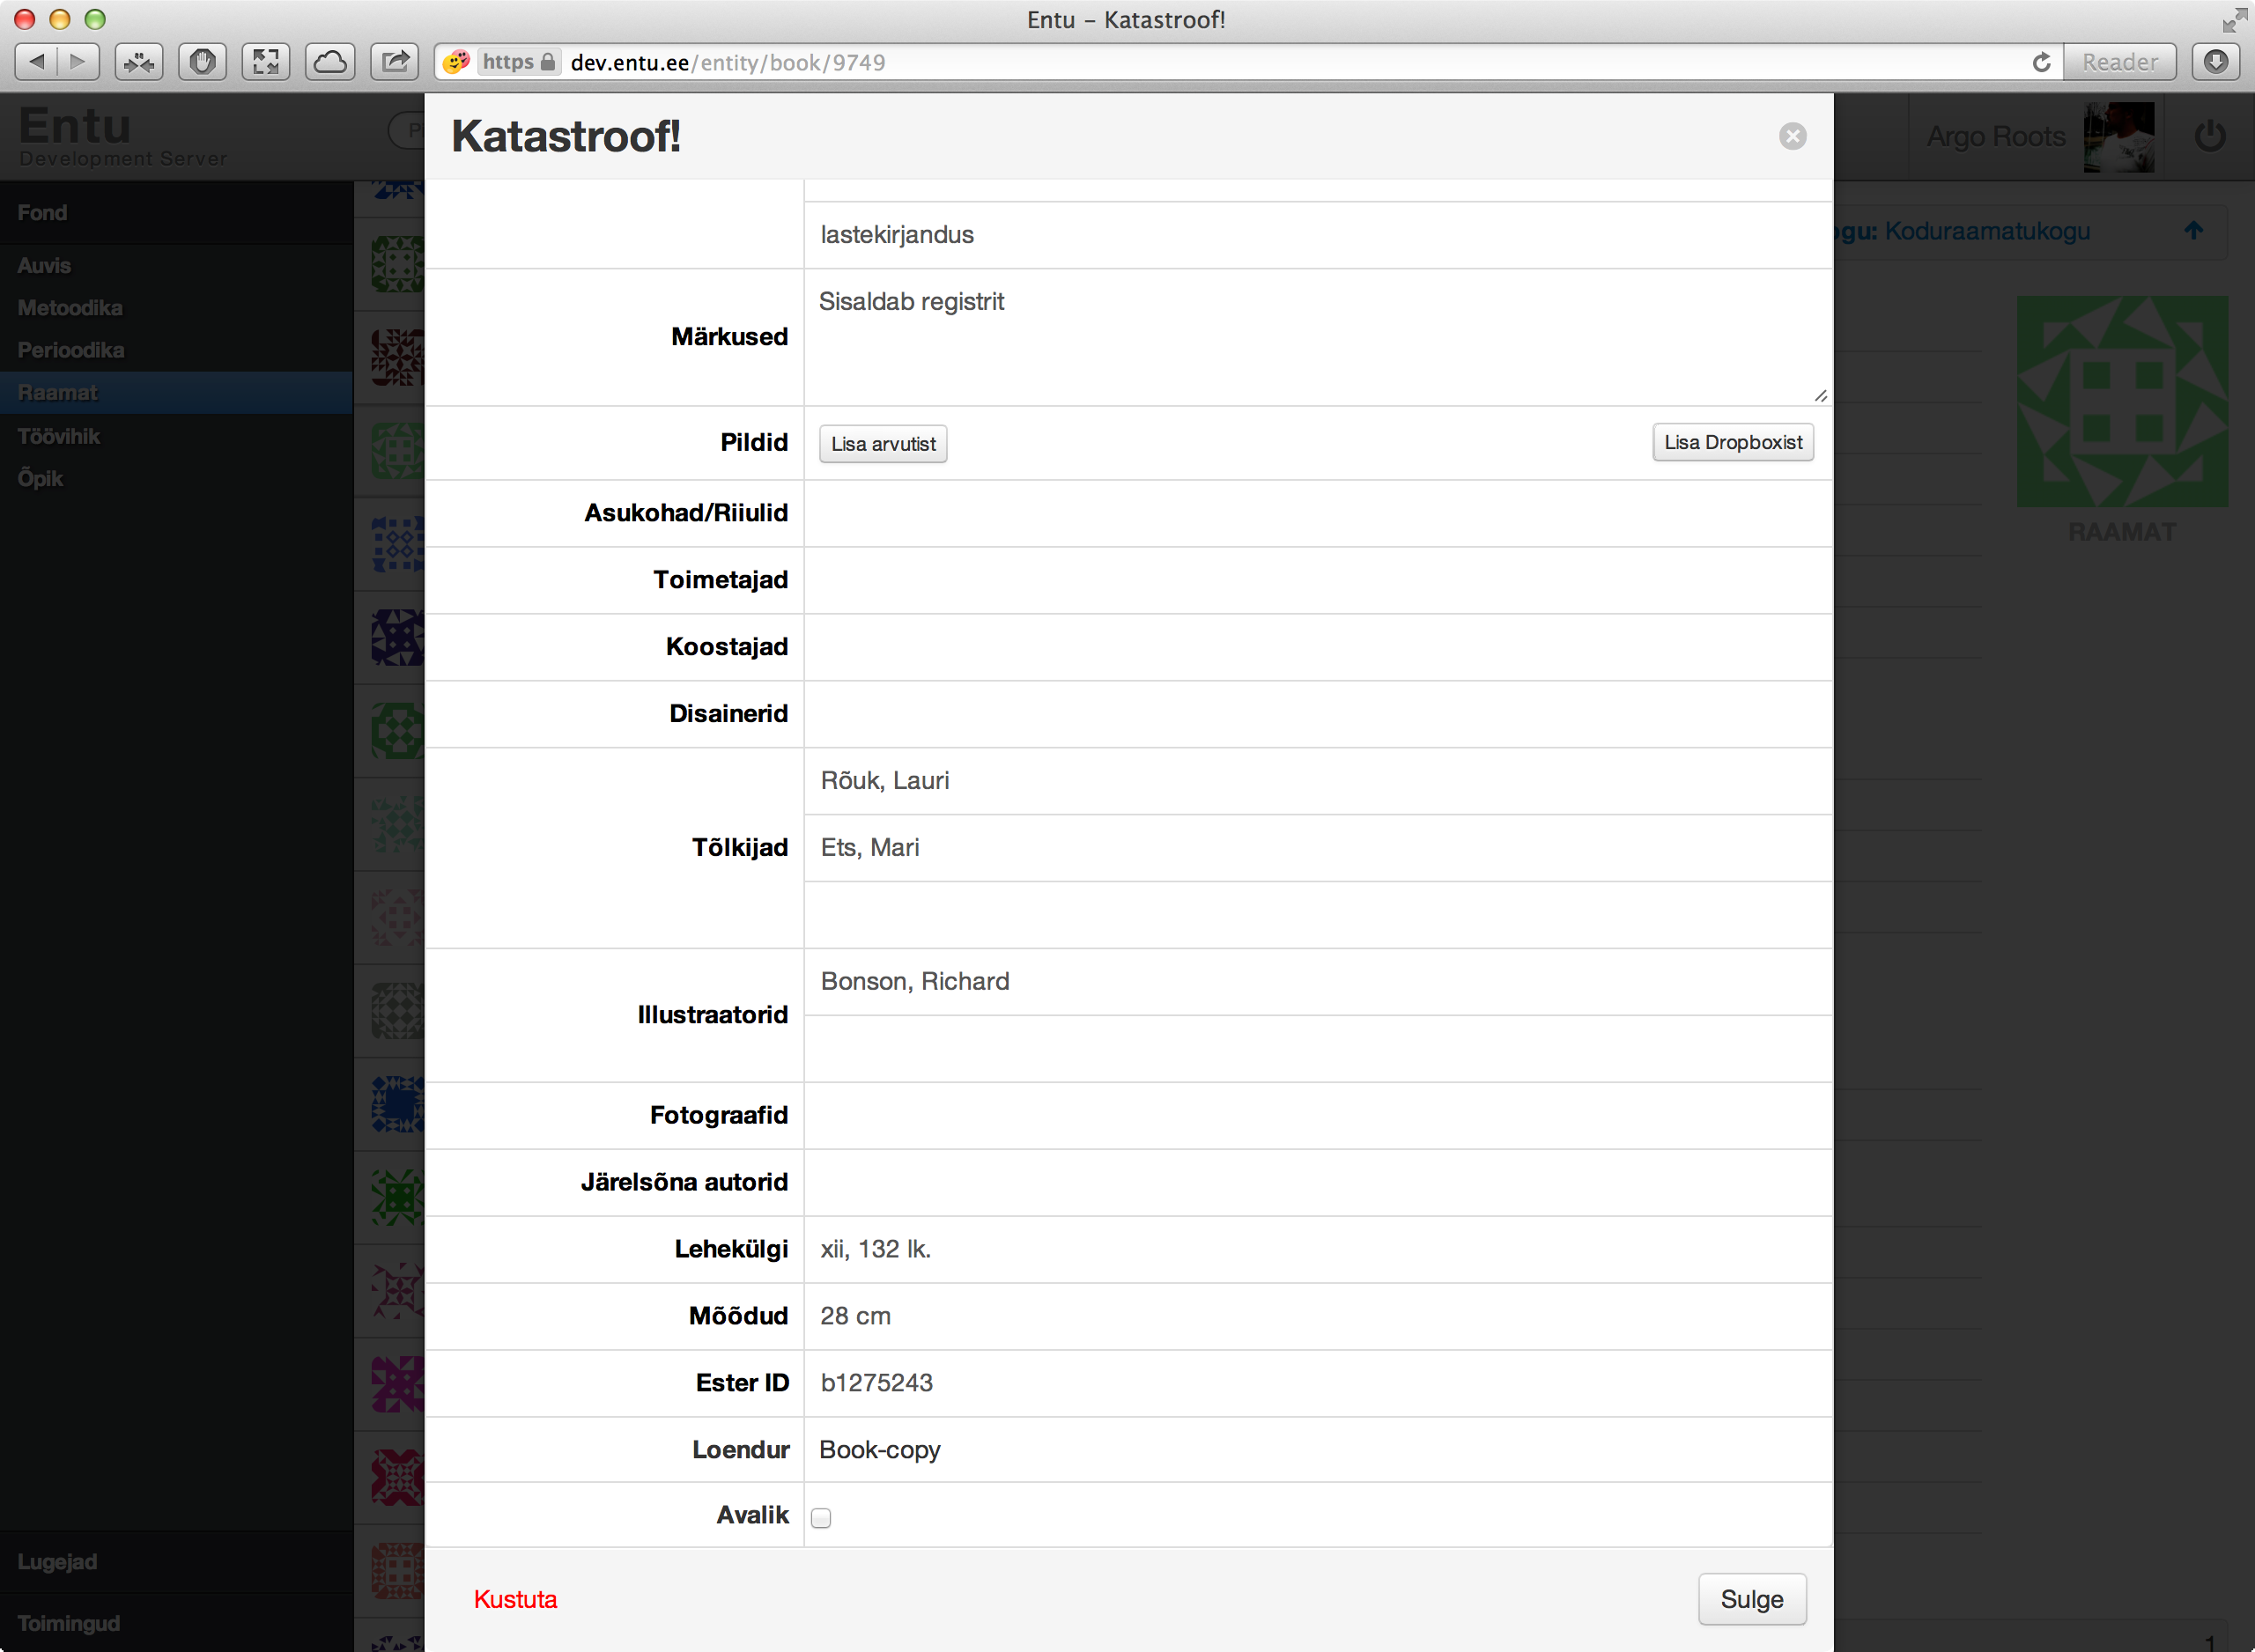 Entu – Katastroof!
https dev.entu.ee/entity/book/9749
Reader
Entu
Development Server
Katastroof!
Argo Roots
Fond
Auvis
Metoodika
Perioodika
Raamat
Töövihik
Õpik
Lugejad
Toimingud
ogu: Koduraamatukogu
RAAMAT
lastekirjandus
Märkused
Sisaldab registrit
Pildid
Lisa arvutist
Lisa Dropboxist
Asukohad/Riiulid
Toimetajad
Koostajad
Disainerid
Tõlkijad
Rõuk, Lauri
Ets, Mari
Illustraatorid
Bonson, Richard
Fotograafid
Järelsõna autorid
Lehekülgi
xii, 132 lk.
Mõõdud
28 cm
Ester ID
b1275243
Loendur
Book-copy
Avalik
Kustuta
Sulge
1